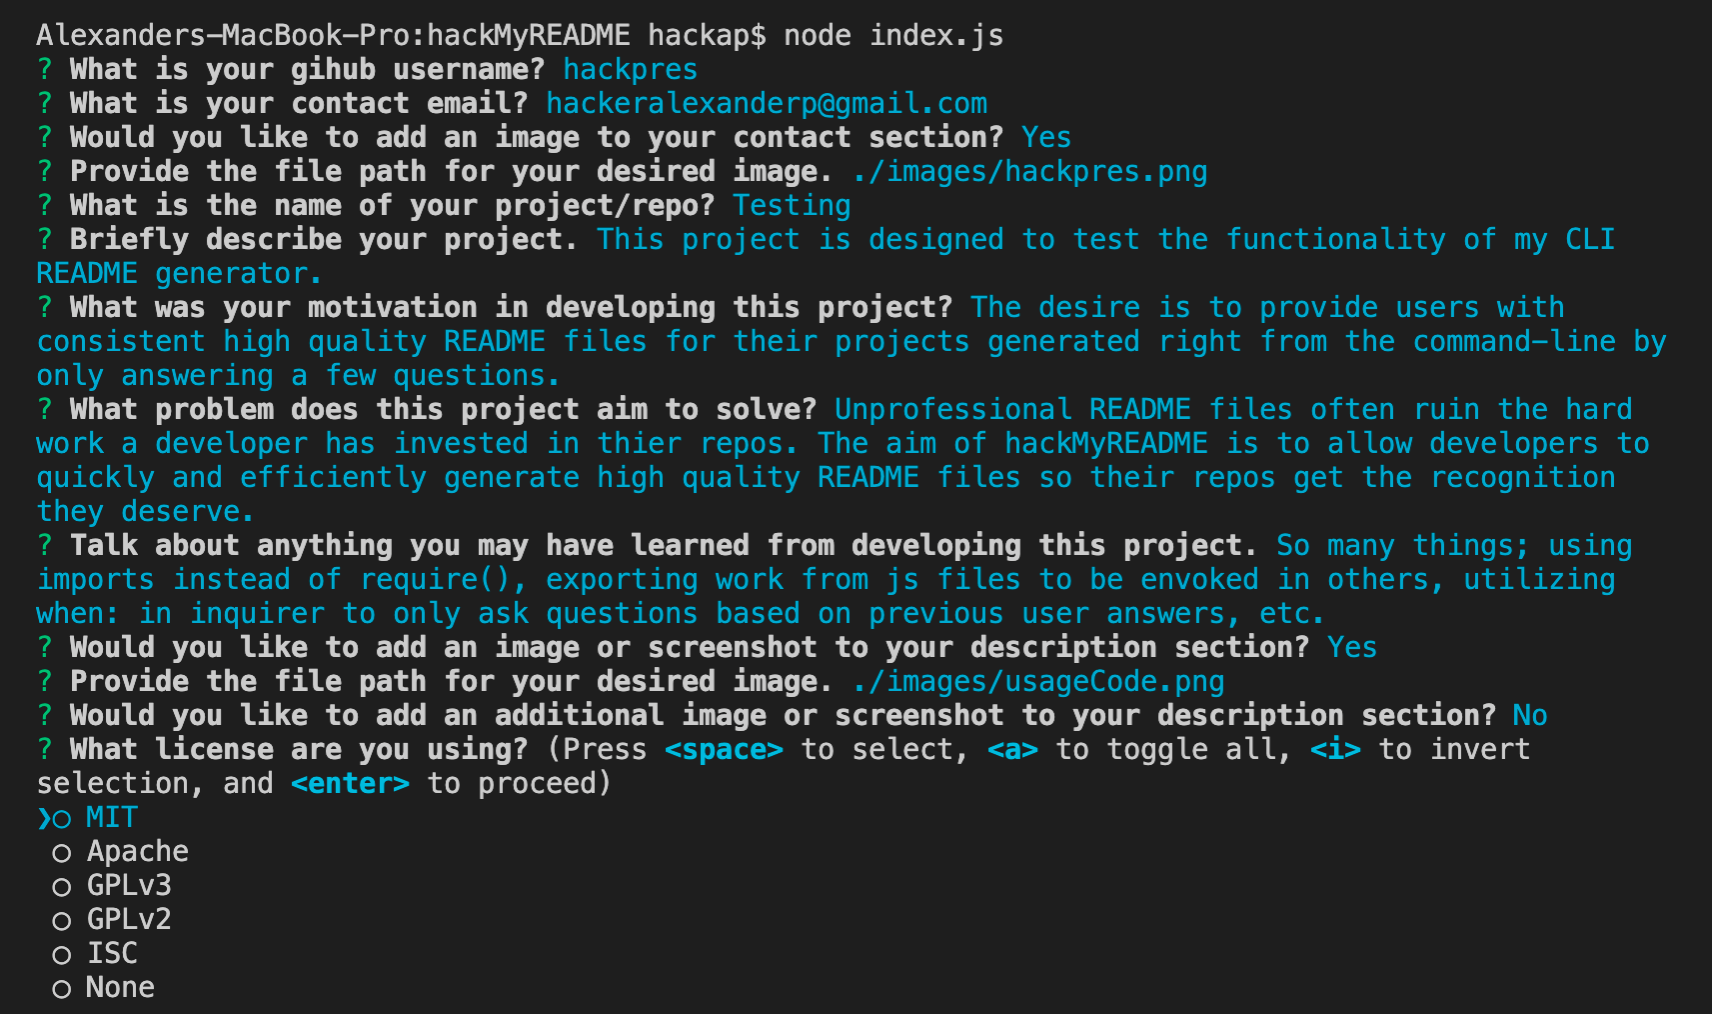 Alexanders-MacBook-Pro:hackMyREADME hackap$ node index.js
? What is your gihub username? hackpres
? What is your contact email? hackeralexanderp@gmail.com
? Would you like to add an image to your contact section? Yes
? Provide the file path for your desired image. ./images/hackpres.png
? What is the name of your project/repo? Testing
? Briefly describe your project. This project is designed to test the functionality of my CLI
README generator.
? What was your motivation in developing this project? The desire is to provide users with
consistent high quality README files for their projects generated right from the command-line by
only answering a few questions.
? What problem does this project aim to solve? Unprofessional README files often ruin the hard
work a developer has invested in thier repos. The aim of hackMyREADME is to allow developers to
quickly and efficiently generate high quality README files so their repos get the recognition
they deserve.
? Talk about anything you may have learned from developing this project. So many things; using
imports instead of require(), exporting work from js files to be envoked in others, utilizing
when: in inquirer to only ask questions based on previous user answers, etc.
? Would you like to add an image or screenshot to your description section? Yes
? Provide the file path for your desired image. ./images/usageCode.png
? Would you like to add an additional image or screenshot to your description section? No
? What license are you using? (Press <space> to select, <a> to toggle all, <i> to invert
selection, and <enter> to proceed)
❯◯ MIT
◯ Apache
◯ GPLv3
◯ GPLv2
◯ ISC
◯ None